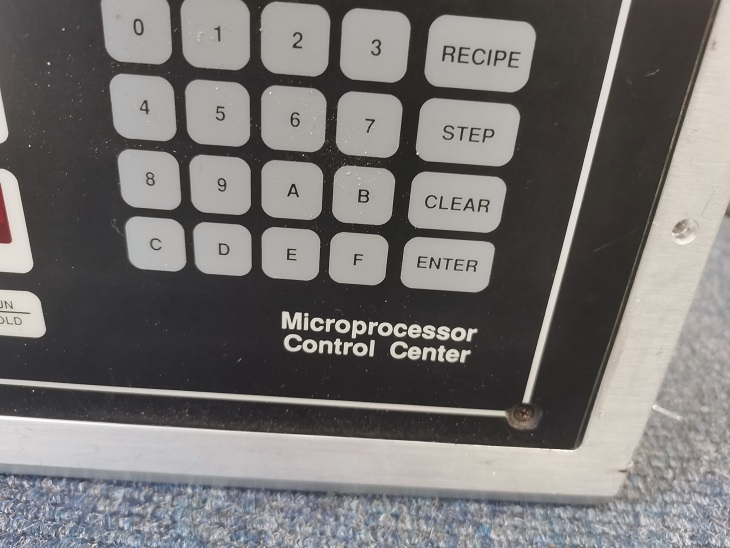 0 1 2 3 RECIPE
4 5 6 7 STEP
8 9 A B CLEAR
C D E F ENTER
Microprocessor
Control Center